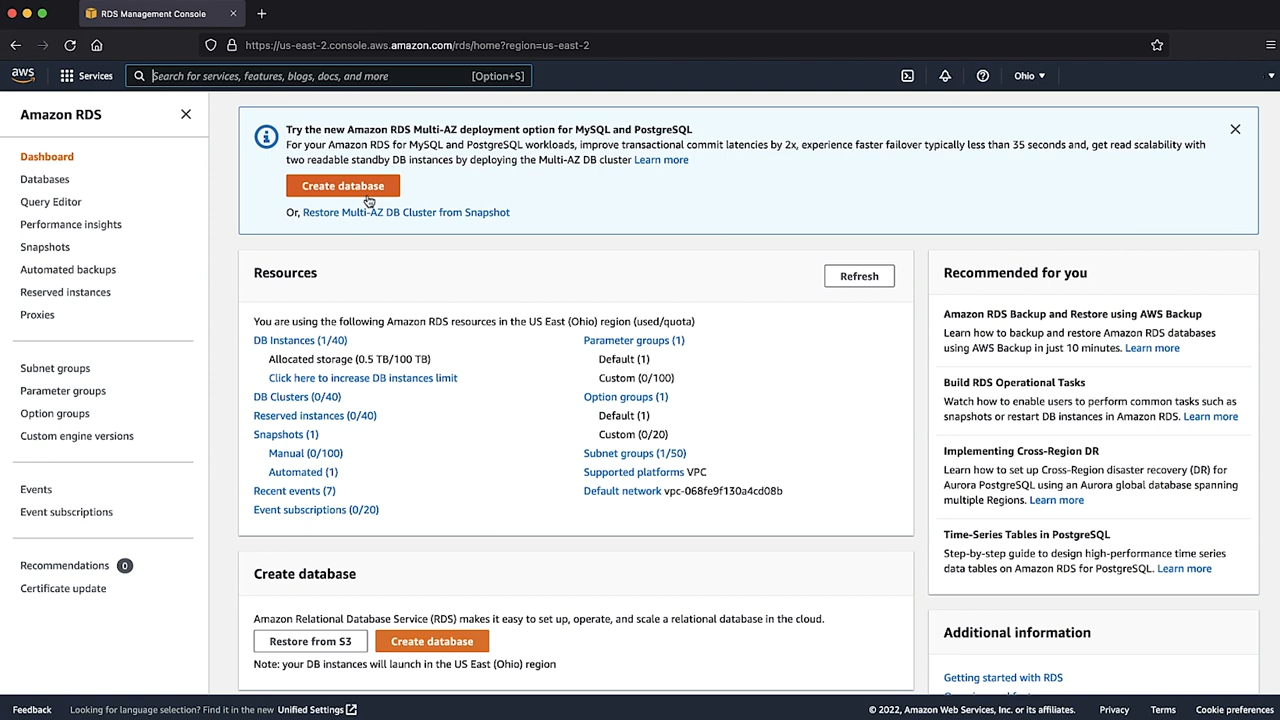 RDS Management Console
https://us-east-2.console.aws.amazon.com/rds/home?region=us-east-2
aws
Services
Search for services, features, blogs, docs, and more
[Option+S]
Ohio
Amazon RDS
Dashboard
Databases
Query Editor
Performance insights
Snapshots
Automated backups
Reserved instances
Proxies
Subnet groups
Parameter groups
Option groups
Custom engine versions
Events
Event subscriptions
Recommendations 0
Certificate update
Try the new Amazon RDS Multi-AZ deployment option for MySQL and PostgreSQL
For your Amazon RDS for MySQL and PostgreSQL workloads, improve transactional commit latencies by 2x, experience faster failover typically less than 35 seconds and, get read scalability with
two readable standby DB instances by deploying the Multi-AZ DB cluster Learn more
Create database
Or, Restore Multi-AZ DB Cluster from Snapshot
Resources
Refresh
You are using the following Amazon RDS resources in the US East (Ohio) region (used/quota)
DB Instances (1/40)
Allocated storage (0.5 TB/100 TB)
Click here to increase DB instances limit
DB Clusters (0/40)
Reserved instances (0/40)
Snapshots (1)
Manual (0/100)
Automated (1)
Recent events (7)
Event subscriptions (0/20)
Parameter groups (1)
Default (1)
Custom (0/100)
Option groups (1)
Default (1)
Custom (0/20)
Subnet groups (1/50)
Supported platforms VPC
Default network vpc-068fe9f130a4cd08b
Create database
Amazon Relational Database Service (RDS) makes it easy to set up, operate, and scale a relational database in the cloud.
Restore from S3
Create database
Note: your DB instances will launch in the US East (Ohio) region
Recommended for you
Amazon RDS Backup and Restore using AWS Backup
Learn how to backup and restore Amazon RDS databases
using AWS Backup in just 10 minutes. Learn more
Build RDS Operational Tasks
Watch how to enable users to perform common tasks such as
snapshots or restart DB instances in Amazon RDS. Learn more
Implementing Cross-Region DR
Learn how to set up Cross-Region disaster recovery (DR) for
Aurora PostgreSQL using an Aurora global database spanning
multiple Regions. Learn more
Time-Series Tables in PostgreSQL
Step-by-step guide to design high-performance time series
data tables on Amazon RDS for PostgreSQL. Learn more
Additional information
Getting started with RDS
Feedback
Looking for language selection? Find it in the new Unified Settings
© 2022, Amazon Web Services, Inc. or its affiliates.
Privacy
Terms
Cookie preferences